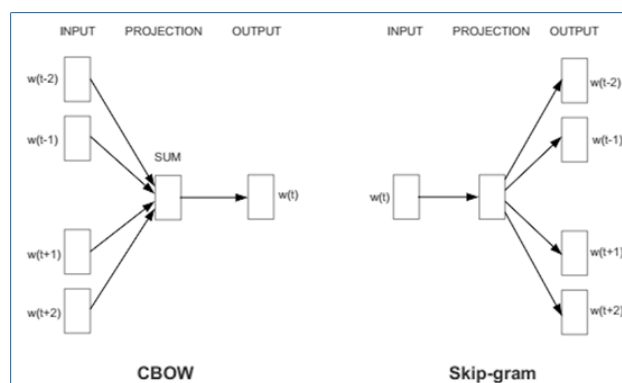 INPUT PROJECTION OUTPUT
w(t-2)
w(t-1)
SUM
w(t)
w(t+1)
w(t+2)
CBOW
INPUT PROJECTION OUTPUT
w(t-2)
w(t-1)
w(t)
w(t+1)
w(t+2)
Skip-gram